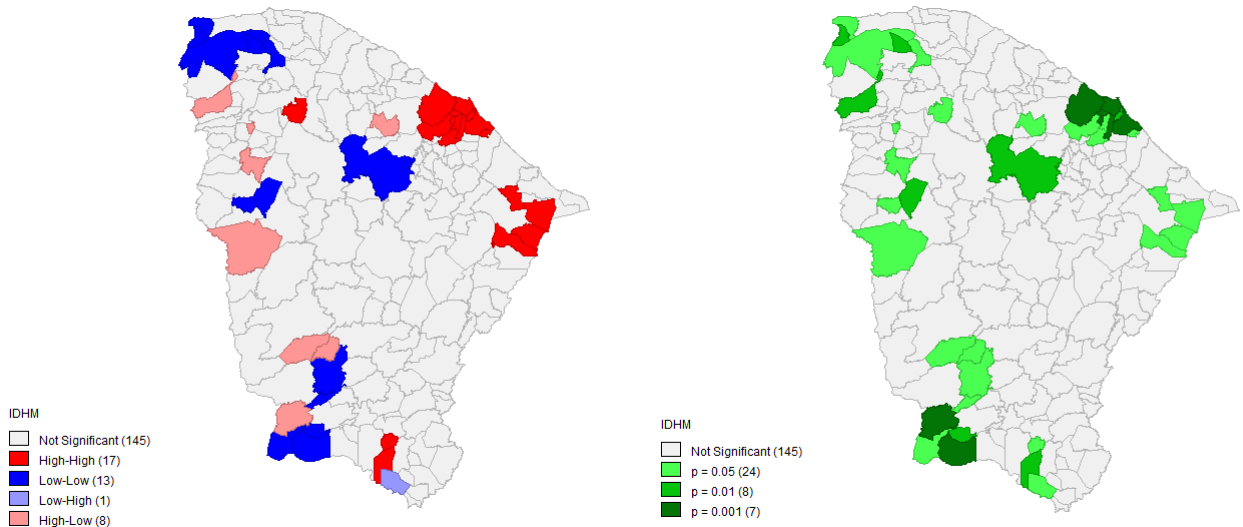 IDHM
Not Significant (145)
High-High (17)
Low-Low (13)
Low-High (1)
High-Low (8)
IDHM
Not Significant (145)
p = 0.05 (24)
p = 0.01 (8)
p = 0.001 (7)